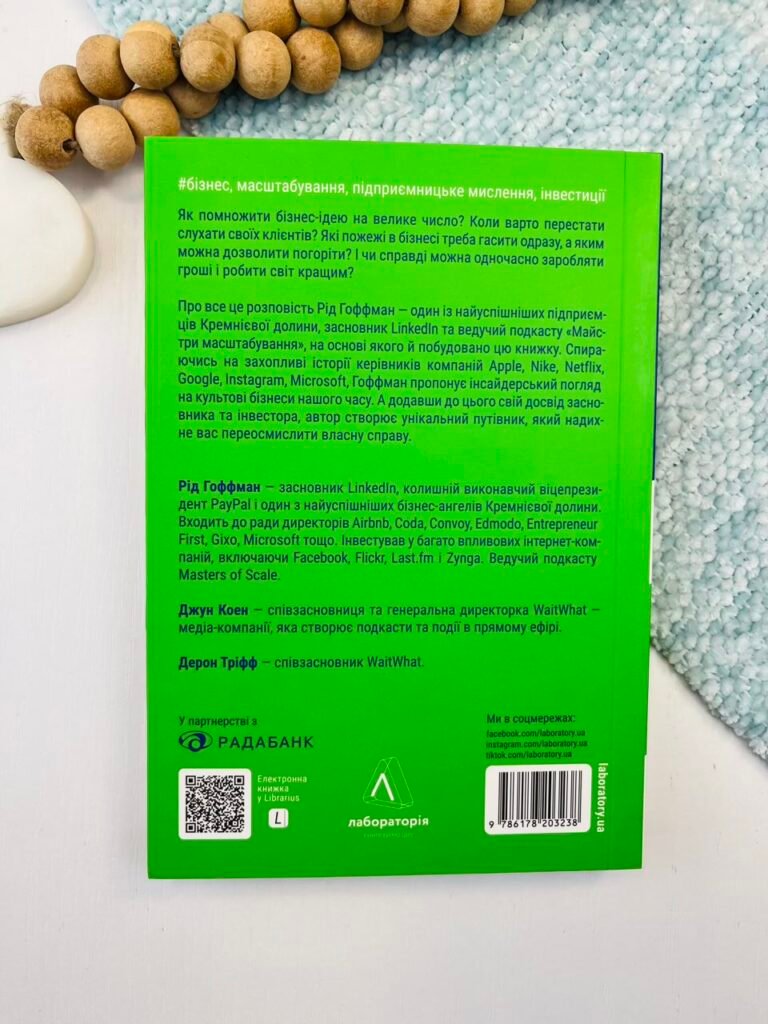 #бізнес, масштабування, підприємницьке мислення, інвестиції
Як помножити бізнес-ідею на велике число? Коли варто перестати
слухати своїх клієнтів? Які пожежі в бізнесі треба гасити одразу, а яким
можна дозволити погоріти? І чи справді можна одночасно заробляти
гроші і робити світ кращим?
Про все це розповість Рід Гоффман — один із найуспішніших підприєм-
ців Кремнієвої долини, засновник LinkedIn та ведучий подкасту «Майс-
три масштабування», на основі якого й побудовано цю книжку. Спира-
ючись на захопливі історії керівників компаній Apple, Nike, Netflix,
Google, Instagram, Microsoft, Гоффман пропонує інсайдерський погляд
на культові бізнеси нашого часу. А додавши до цього свій досвід засно-
вника та інвестора, автор створює унікальний путівник, який надих-
не вас переосмислити власну справу.
Рід Гоффман — засновник LinkedIn, колишній виконавчий віцепрези-
дент PayPal і один з найуспішніших бізнес-ангелів Кремнієвої долини.
Входить до ради директорів Airbnb, Coda, Convoy, Edmodo, Entrepreneur
First, Gixo, Microsoft тощо. Інвестував у багато впливових інтернет-ком-
паній, включаючи Facebook, Flickr, Last.fm і Zynga. Ведучий подкасту
Masters of Scale.
Джун Коен — співзасновниця та генеральна директорка WaitWhat —
медіа-компанії, яка створює подкасти та події в прямому ефірі.
Дерон Тріфф — співзасновник WaitWhat.
У партнерстві з
РАДАБАНК
Ми в соцмережах:
facebook.com/laboratory.ua
instagram.com/laboratory.ua
tiktok.com/laboratory.ua
Електронна
книжка
у Librarius
L
лабораторія
9 786178 203238
laboratory.ua